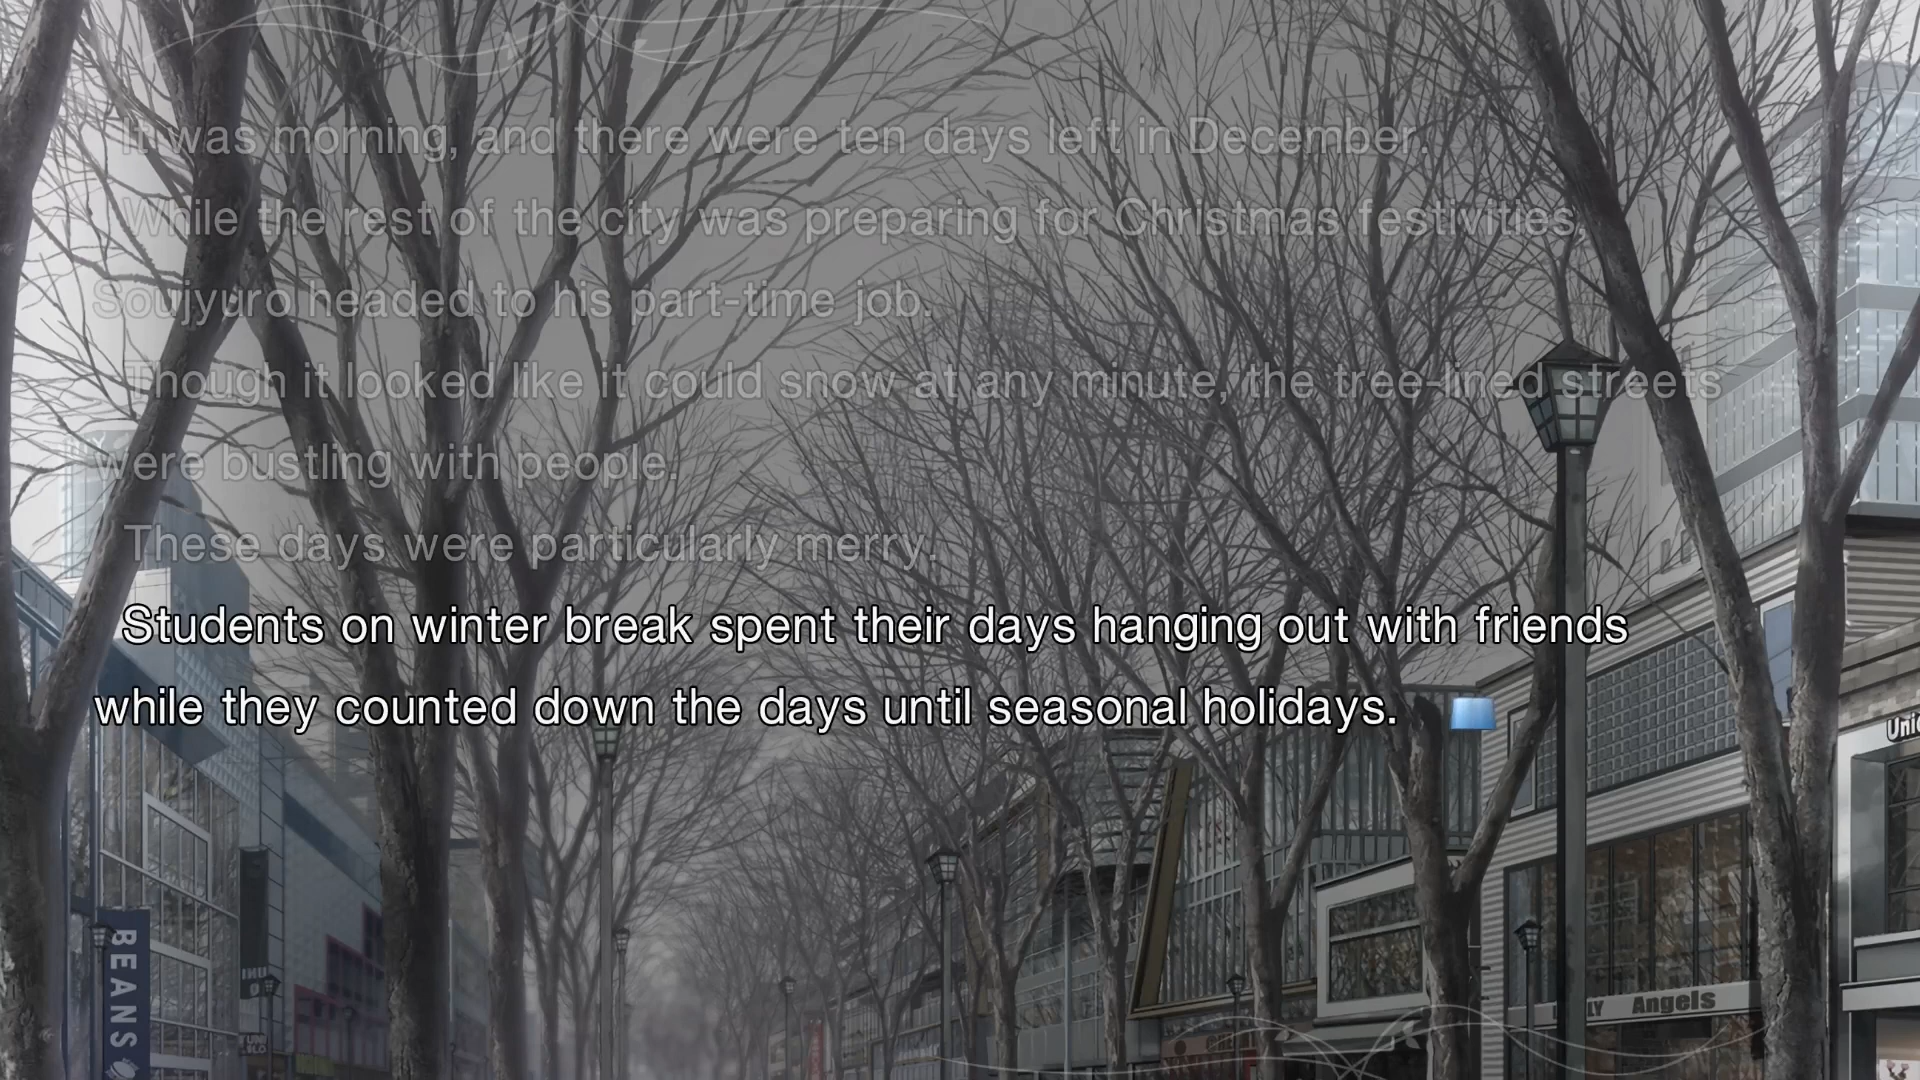 It was morning, and there were ten days left in December.
While the rest of the city was preparing for Christmas festivities,
Soujyuro headed to his part-time job.
Though it looked like it could snow at any minute, the tree-lined streets
were bustling with people.
These days were particularly merry.
Students on winter break spent their days hanging out with friends
while they counted down the days until seasonal holidays.
BEANS
Angels